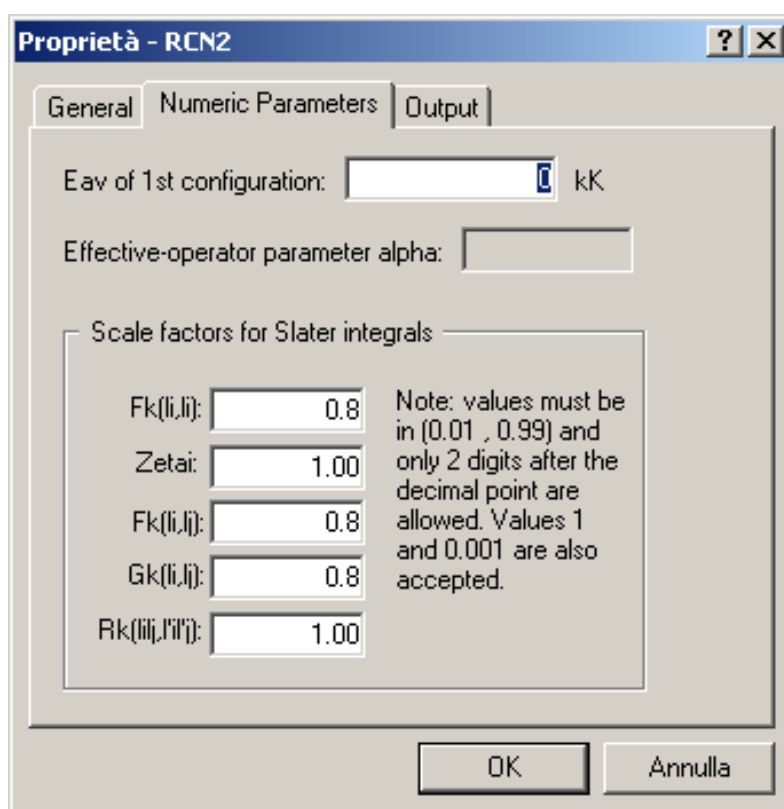 Proprietà - RCN2
General Numeric Parameters Output
Eav of 1st configuration: 0 kK
Effective-operator parameter alpha:
Scale factors for Slater integrals
Fk(li,li): 0.8
Zetai: 1.00
Fk(li,lj): 0.8
Gk(li,lj): 0.8
Rk(lilj,l'il'j): 1.00
Note: values must be
in (0.01 , 0.99) and
only 2 digits after the
decimal point are
allowed. Values 1
and 0.001 are also
accepted.
OK Annulla